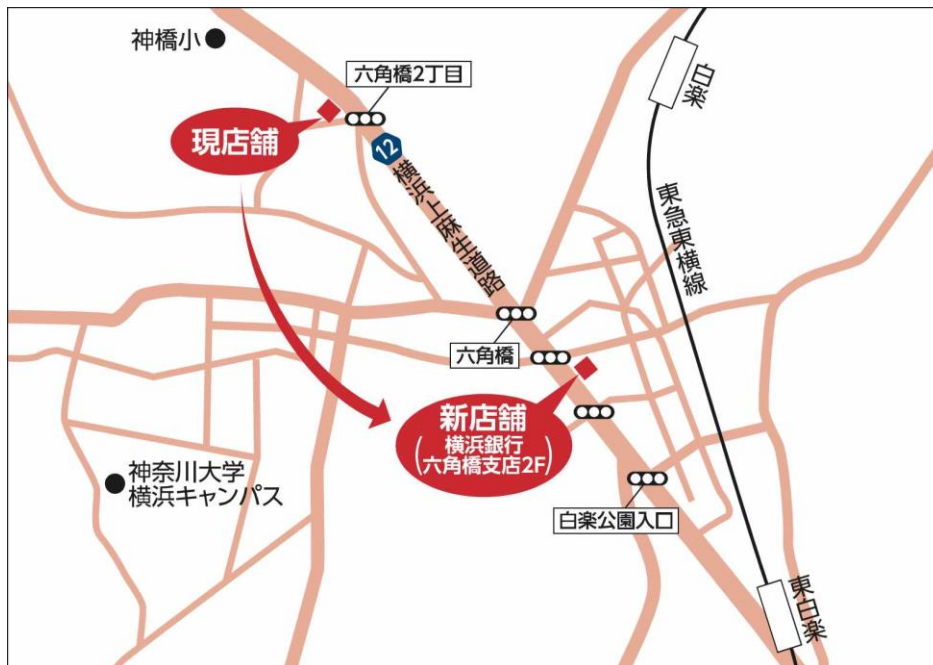 神橋小
六角橋2丁目
白楽
現店舗
12
横浜上麻生道路
東急東横線
六角橋
新店舗
(横浜銀行
六角橋支店2F)
神奈川大学
横浜キャンパス
白楽公園入口
東白楽